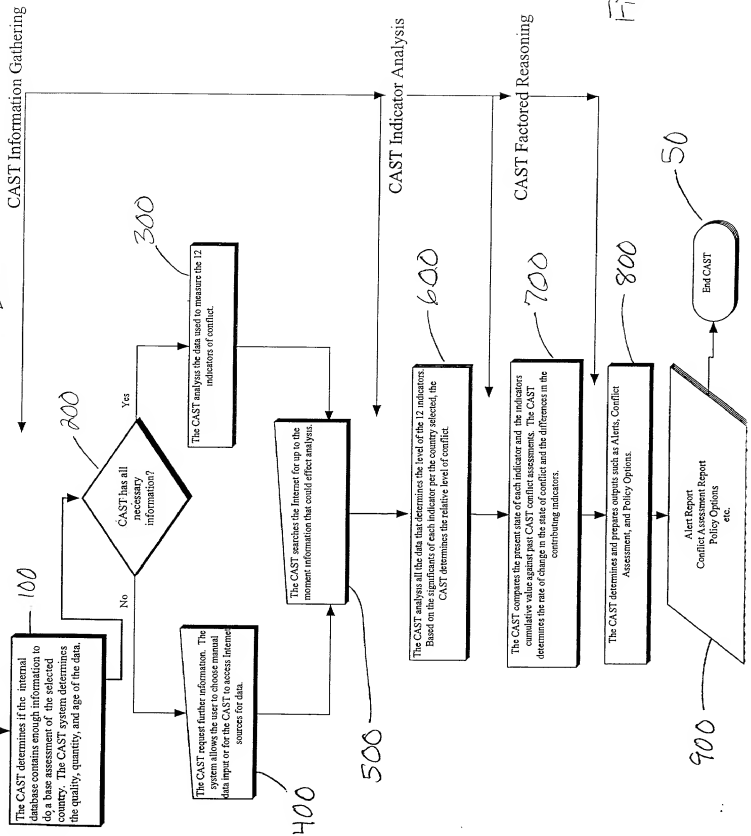 CAST Information Gathering
100
The CAST determines if the internal
database contains enough information to
do a base assessment of the selected
country. The CAST system determines
the quality, quantity, and age of the data.
200
CAST has all
necessary
information?
Yes
No
300
The CAST analysis the data used to measure the 12
indicators of conflict.
The CAST request further information. The
system allows the user to choose manual
data input or for the CAST to access Internet
sources for data.
400
The CAST searches the Internet for up to the
moment information that could effect analysis.
500
CAST Indicator Analysis
600
The CAST analysis all the data that determines the level of the 12 indicators.
Based on the significants of each indicator per the country selected, the
CAST determines the relative level of conflict.
CAST Factored Reasoning
700
The CAST compares the present state of each indicator and the indicators
cumulative value against past CAST conflict assessments. The CAST
determines the rate of change in the state of conflict and the differences in the
contributing indicators.
800
The CAST determines and prepares outputs such as Alerts, Conflict
Assessment, and Policy Options.
Alert Report
Conflict Assessment Report
Policy Options
etc.
900
End CAST
50